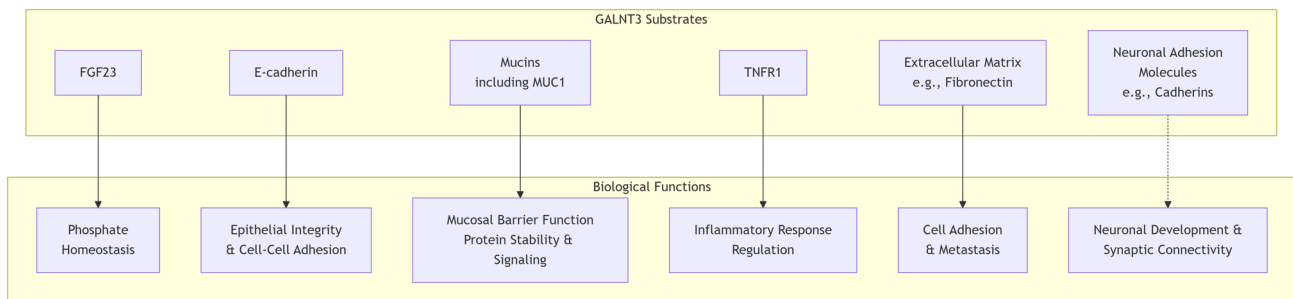 GALNT3 Substrates
FGF23
E-cadherin
Mucins
including MUC1
TNFR1
Extracellular Matrix
e.g., Fibronectin
Neuronal Adhesion
Molecules
e.g., Cadherins
Biological Functions
Phosphate
Homeostasis
Epithelial Integrity
& Cell-Cell Adhesion
Mucosal Barrier Function
Protein Stability &
Signaling
Inflammatory Response
Regulation
Cell Adhesion
& Metastasis
Neuronal Development &
Synaptic Connectivity